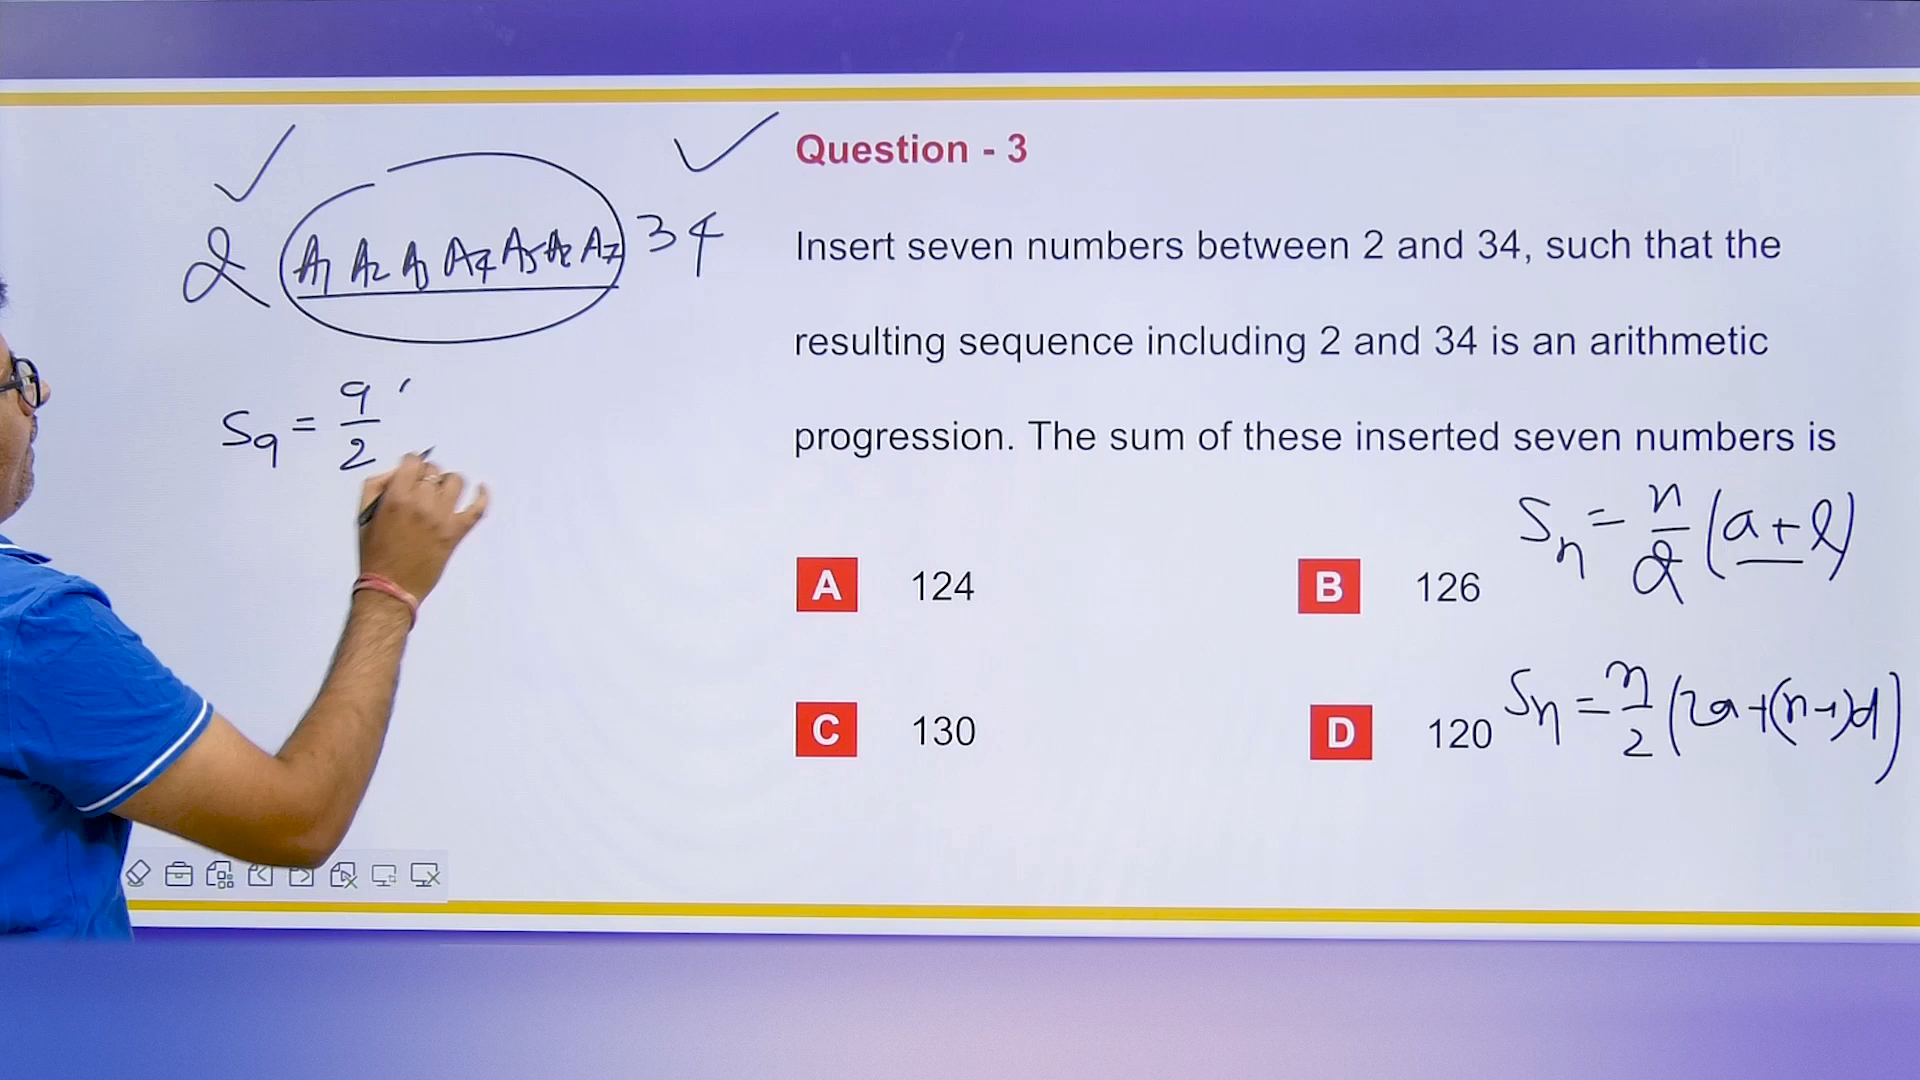 Question - 3
2 A1 A2 A3 A4 A5 A6 A7 34
Insert seven numbers between 2 and 34, such that the
resulting sequence including 2 and 34 is an arithmetic
progression. The sum of these inserted seven numbers is
S9 = 9/2
Sn = n/2 (a+l)
A 124
B 126
C 130
D 120
Sn = n/2 (2a+(n-1)d)